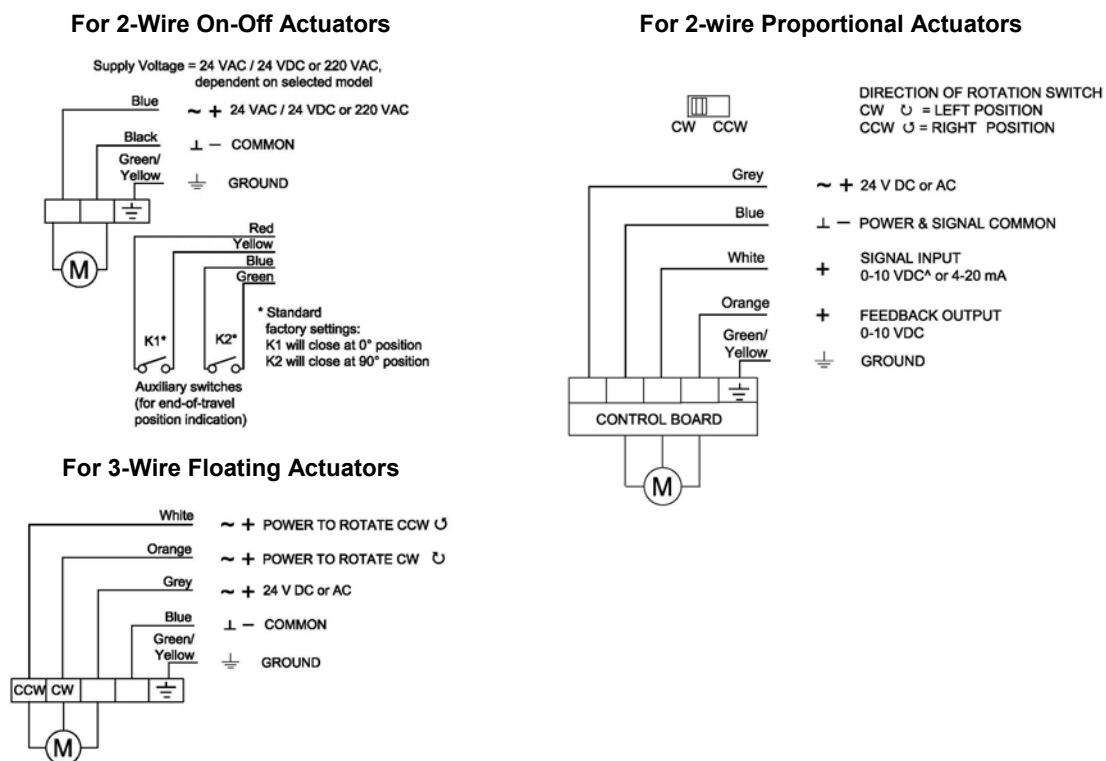 For 2-Wire On-Off Actuators
Supply Voltage = 24 VAC / 24 VDC or 220 VAC,
dependent on selected model
Blue
~ + 24 VAC / 24 VDC or 220 VAC
Black
⊥ − COMMON
Green/
Yellow
⏚ GROUND
M
Red
Yellow
Blue
Green
K1*
K2*
* Standard
factory settings:
K1 will close at 0° position
K2 will close at 90° position
Auxiliary switches
(for end-of-travel
position indication)
For 3-Wire Floating Actuators
White
~ + POWER TO ROTATE CCW ↺
Orange
~ + POWER TO ROTATE CW ↻
Grey
~ + 24 V DC or AC
Blue
⊥ − COMMON
Green/
Yellow
⏚ GROUND
CCW CW
M
For 2-wire Proportional Actuators
CW CCW
DIRECTION OF ROTATION SWITCH
CW ↻ = LEFT POSITION
CCW ↺ = RIGHT POSITION
Grey
~ + 24 V DC or AC
Blue
⊥ − POWER & SIGNAL COMMON
White
+ SIGNAL INPUT
0-10 VDC^ or 4-20 mA
Orange
+ FEEDBACK OUTPUT
0-10 VDC
Green/
Yellow
⏚ GROUND
CONTROL BOARD
M